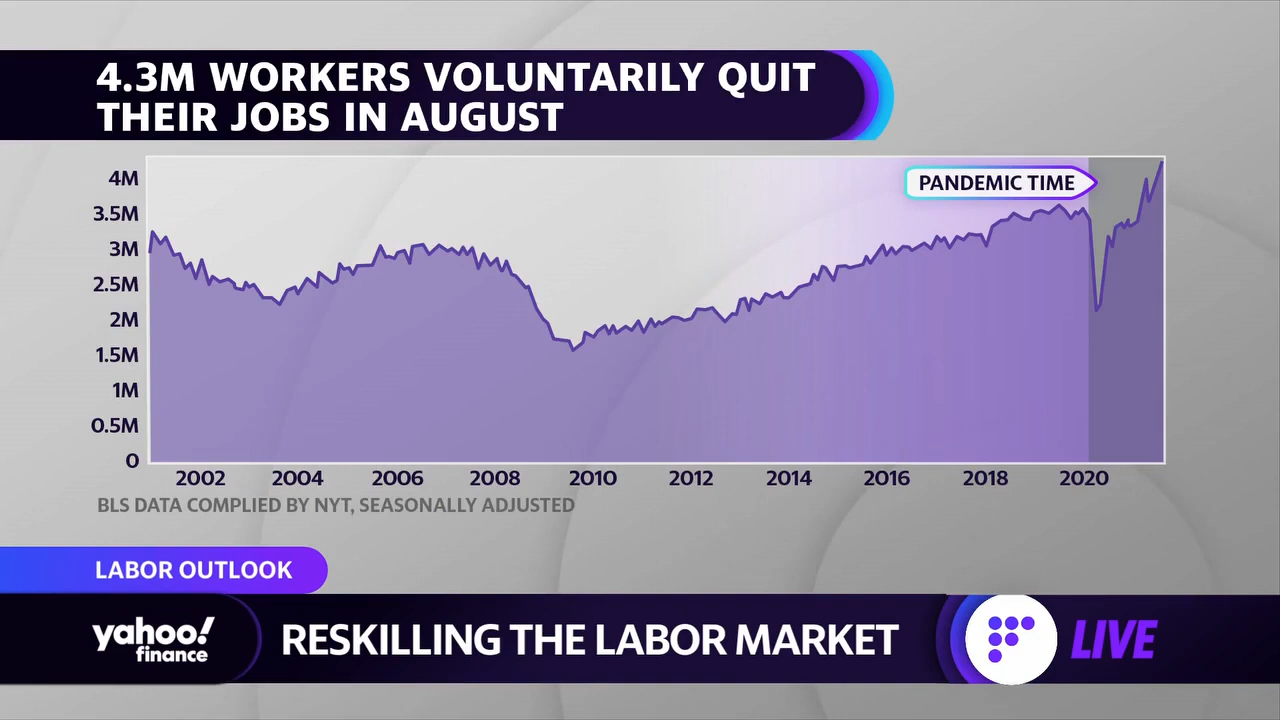 4.3M WORKERS VOLUNTARILY QUIT
THEIR JOBS IN AUGUST
PANDEMIC TIME
4M
3.5M
3M
2.5M
2M
1.5M
1M
0.5M
0
2002 2004 2006 2008 2010 2012 2014 2016 2018 2020
BLS DATA COMPLIED BY NYT, SEASONALLY ADJUSTED
LABOR OUTLOOK
yahoo!
finance
RESKILLING THE LABOR MARKET
LIVE